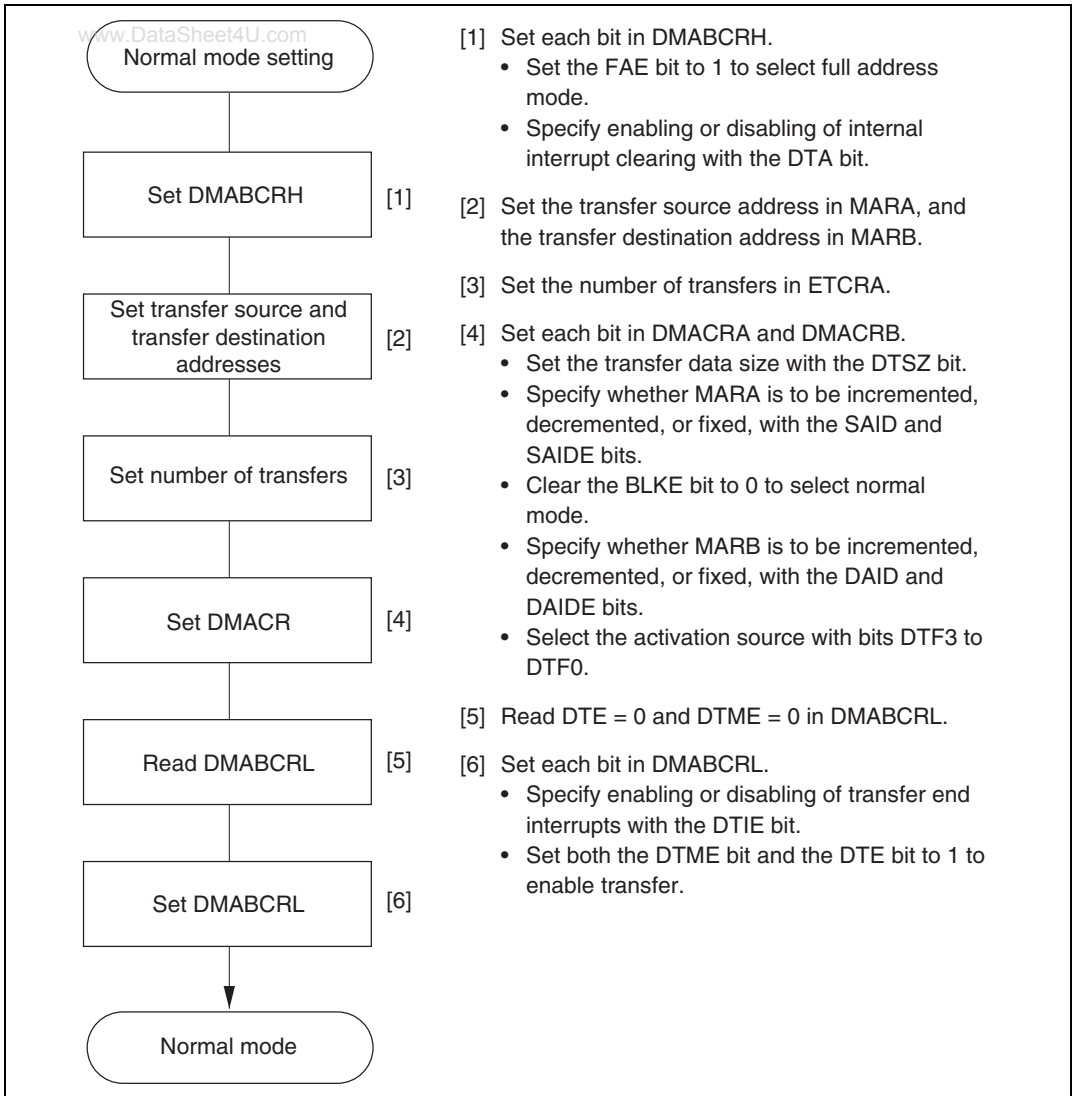 www.DataSheet4U.com
Normal mode setting
Set DMABCRH
[1]
Set transfer source and
transfer destination
addresses
[2]
Set number of transfers
[3]
Set DMACR
[4]
Read DMABCRL
[5]
Set DMABCRL
[6]
Normal mode
[1] Set each bit in DMABCRH.
• Set the FAE bit to 1 to select full address
mode.
• Specify enabling or disabling of internal
interrupt clearing with the DTA bit.
[2] Set the transfer source address in MARA, and
the transfer destination address in MARB.
[3] Set the number of transfers in ETCRA.
[4] Set each bit in DMACRA and DMACRB.
• Set the transfer data size with the DTSZ bit.
• Specify whether MARA is to be incremented,
decremented, or fixed, with the SAID and
SAIDE bits.
• Clear the BLKE bit to 0 to select normal
mode.
• Specify whether MARB is to be incremented,
decremented, or fixed, with the DAID and
DAIDE bits.
• Select the activation source with bits DTF3 to
DTF0.
[5] Read DTE = 0 and DTME = 0 in DMABCRL.
[6] Set each bit in DMABCRL.
• Specify enabling or disabling of transfer end
interrupts with the DTIE bit.
• Set both the DTME bit and the DTE bit to 1 to
enable transfer.